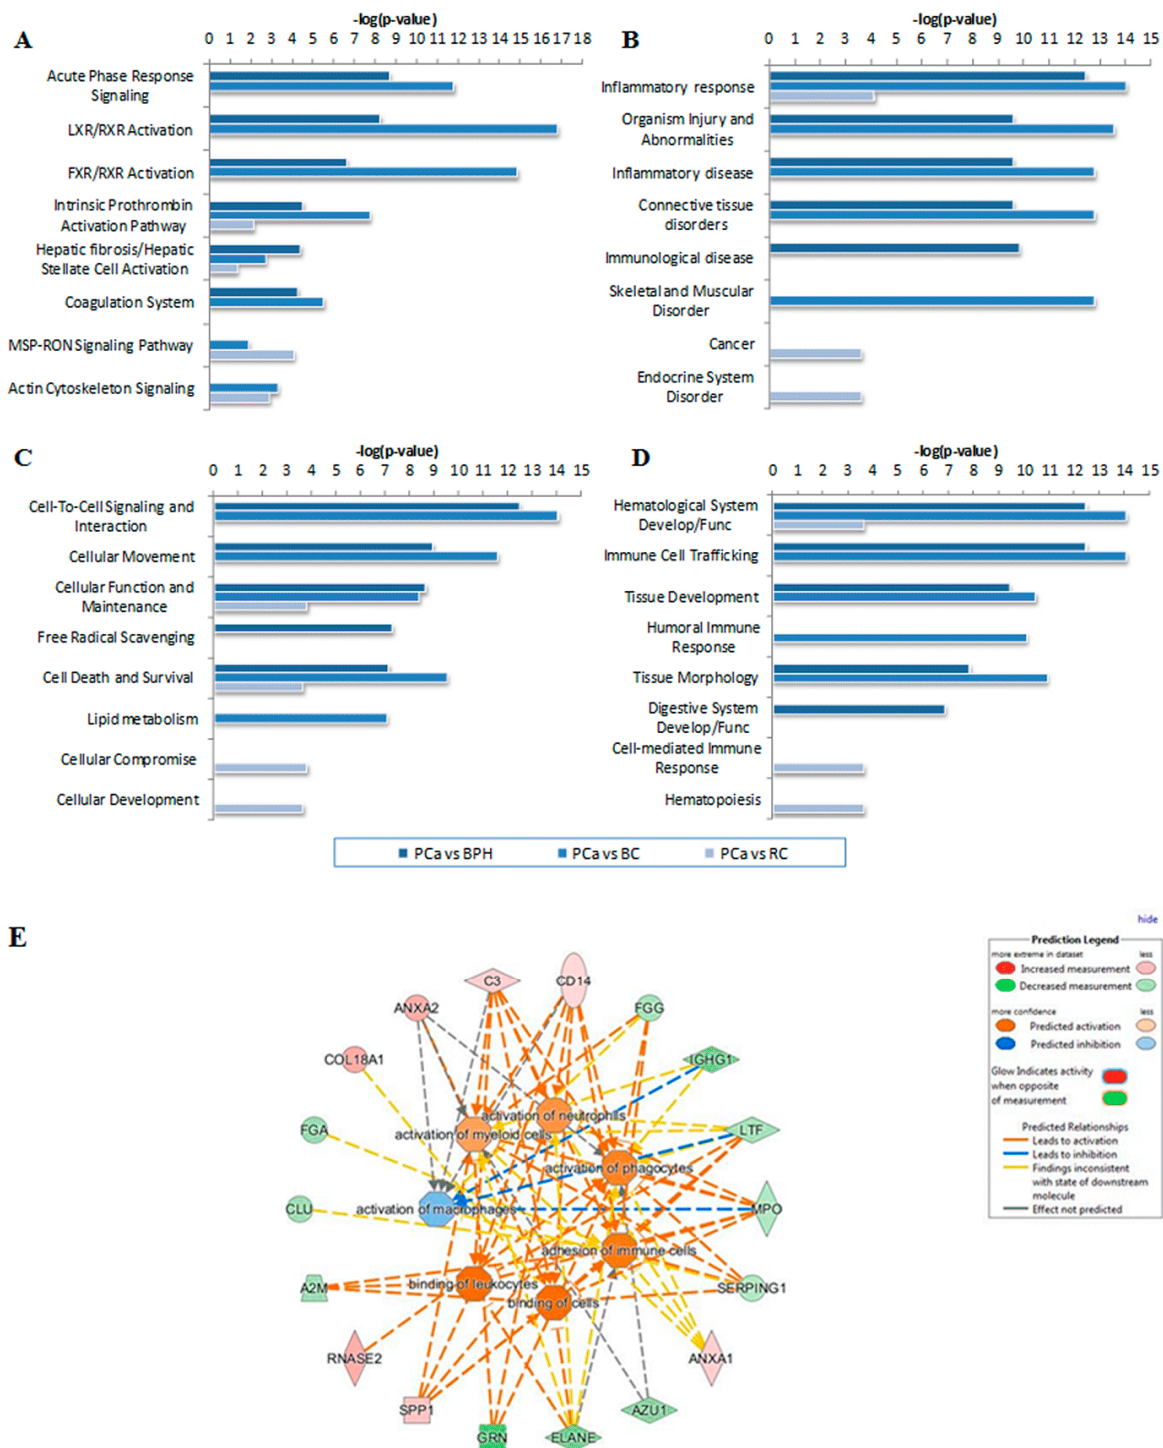 A
-log(p-value)
0 1 2 3 4 5 6 7 8 9 10 11 12 13 14 15 16 17 18
Acute Phase Response
Signaling
LXR/RXR Activation
FXR/RXR Activation
Intrinsic Prothrombin
Activation Pathway
Hepatic fibrosis/Hepatic
Stellate Cell Activation
Coagulation System
MSP-RON Signaling Pathway
Actin Cytoskeleton Signaling
B
-log(p-value)
0 1 2 3 4 5 6 7 8 9 10 11 12 13 14 15
Inflammatory response
Organism Injury and
Abnormalities
Inflammatory disease
Connective tissue
disorders
Immunological disease
Skeletal and Muscular
Disorder
Cancer
Endocrine System
Disorder
C
-log(p-value)
0 1 2 3 4 5 6 7 8 9 10 11 12 13 14 15
Cell-To-Cell Signaling and
Interaction
Cellular Movement
Cellular Function and
Maintenance
Free Radical Scavenging
Cell Death and Survival
Lipid metabolism
Cellular Compromise
Cellular Development
D
-log(p-value)
0 1 2 3 4 5 6 7 8 9 10 11 12 13 14 15
Hematological System
Develop/Func
Immune Cell Trafficking
Tissue Development
Humoral Immune
Response
Tissue Morphology
Digestive System
Develop/Func
Cell-mediated Immune
Response
Hematopoiesis
PCa vs BPH PCa vs BC PCa vs RC
E
C3
CD14
ANXA2
FGG
COL18A1
IGHG1
FGA
LTF
CLU
MPO
A2M
SERPING1
RNASE2
ANXA1
SPP1
AZU1
GRN
ELANE
activation of neutrophils
activation of myeloid cells
activation of phagocytes
activation of macrophages
adhesion of immune cells
binding of leukocytes
binding of cells
hide
Prediction Legend
more extreme in dataset less
Increased measurement
Decreased measurement
more confidence less
Predicted activation
Predicted inhibition
Glow Indicates activity
when opposite
of measurement
Predicted Relationships
Leads to activation
Leads to inhibition
Findings inconsistent
with state of downstream
molecule
Effect not predicted